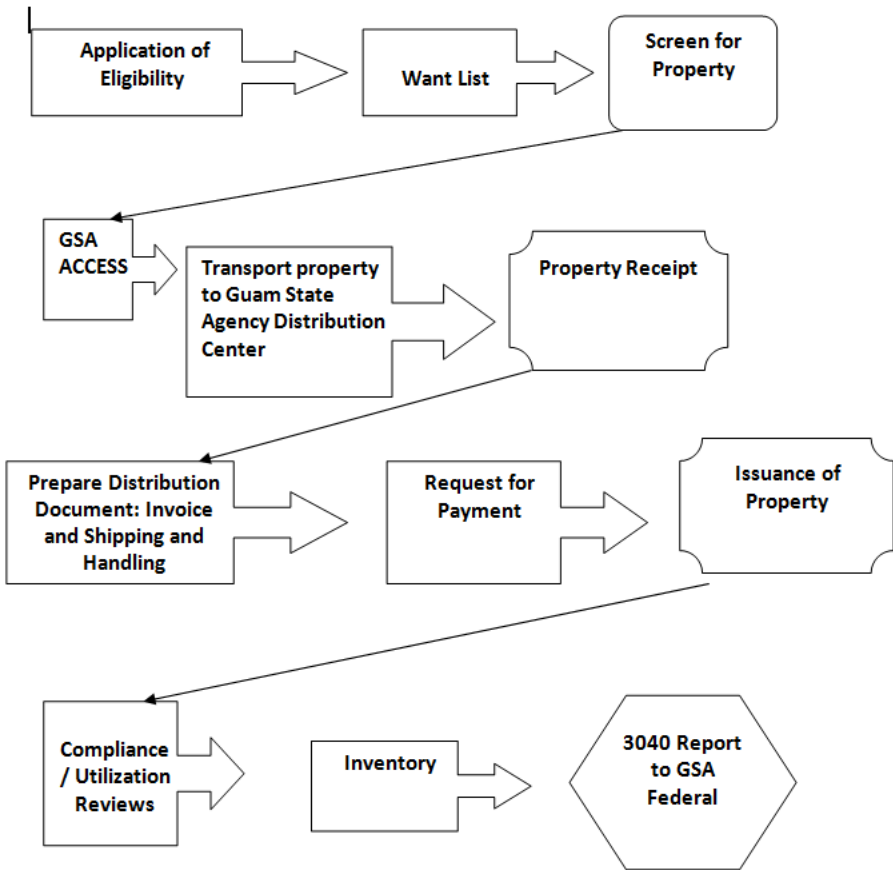 Application of
Eligibility
Want List
Screen for
Property
GSA
ACCESS
Transport property
to Guam State
Agency Distribution
Center
Property Receipt
Prepare Distribution
Document: Invoice
and Shipping and
Handling
Request for
Payment
Issuance of
Property
Compliance
/ Utilization
Reviews
Inventory
3040 Report
to GSA
Federal